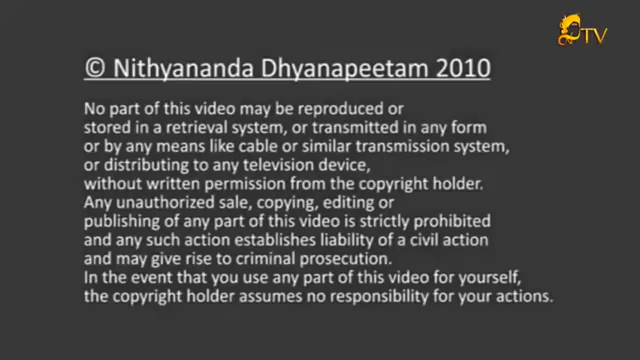 TV
© Nithyananda Dhyanapeetam 2010
No part of this video may be reproduced or
stored in a retrieval system, or transmitted in any form
or by any means like cable or similar transmission system,
or distributing to any television device,
without written permission from the copyright holder.
Any unauthorized sale, copying, editing or
publishing of any part of this video is strictly prohibited
and any such action establishes liability of a civil action
and may give rise to criminal prosecution.
In the event that you use any part of this video for yourself,
the copyright holder assumes no responsibility for your actions.